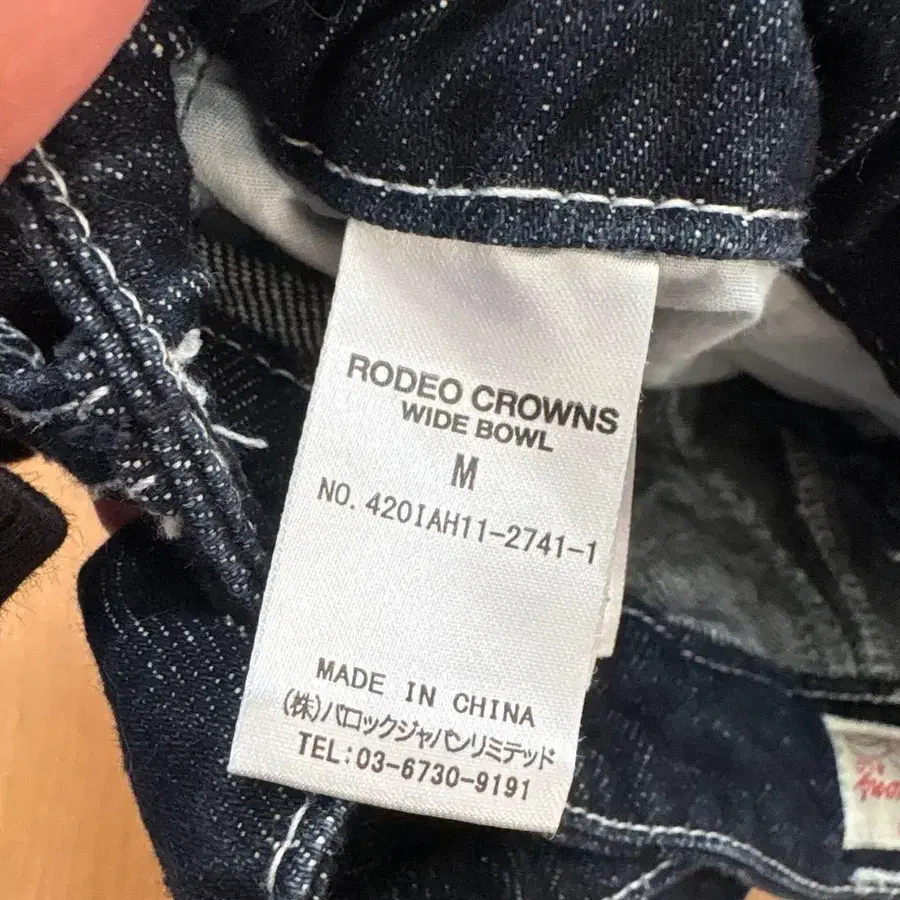 RODEO CROWNS
WIDE BOWL
M
NO. 420IAH11-2741-1
MADE IN CHINA
(株)バロックジャパンリミテッド
TEL:03-6730-9191